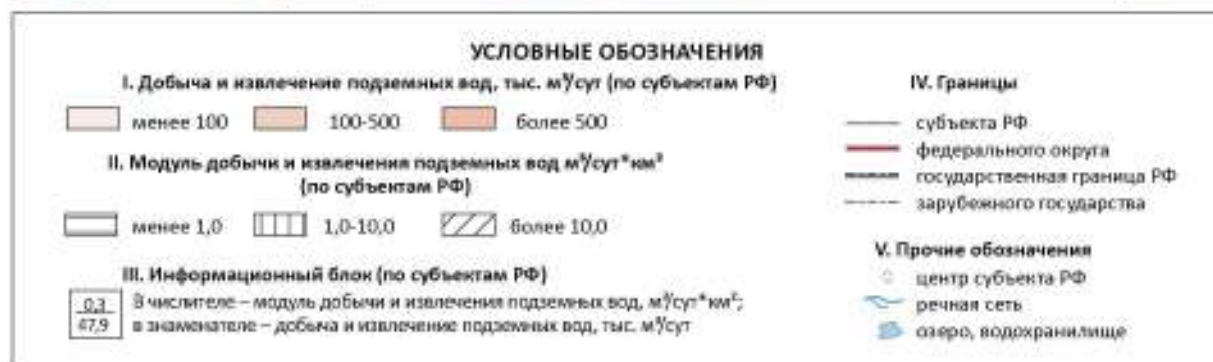 УСЛОВНЫЕ ОБОЗНАЧЕНИЯ
I. Добыча и извлечение подземных вод, тыс. м³/сут (по субъектам РФ)
менее 100
100-500
более 500
II. Модуль добычи и извлечения подземных вод м³/сут*км²
(по субъектам РФ)
менее 1,0
1,0-10,0
более 10,0
III. Информационный блок (по субъектам РФ)
0,3
47,9
В числителе – модуль добычи и извлечения подземных вод, м³/сут*км²;
в знаменателе – добыча и извлечение подземных вод, тыс. м³/сут
IV. Границы
субъекта РФ
федерального округа
государственная граница РФ
зарубежного государства
V. Прочие обозначения
центр субъекта РФ
речная сеть
озеро, водохранилище